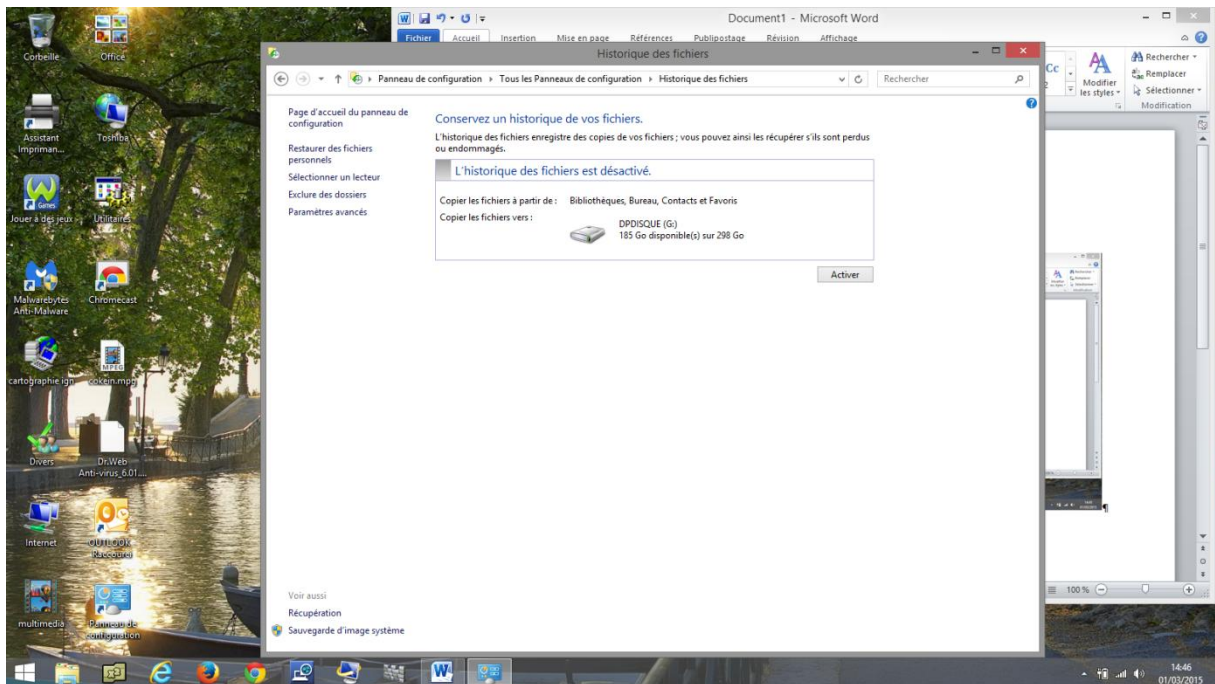 Corbeille
Office
Assistant
Impriman...
Toshiba
Games
Jouer à des jeux
Utilitaires
Malwarebytes
Anti-Malware
Chromecast
cartographie ign
MPEG
cokein.mpg
Divers
Dr.Web
Anti-virus_6.01....
Internet
OUTLOOK
Raccourci
multimedia
Panneau de
configuration
Document1 - Microsoft Word
Fichier Accueil Insertion Mise en page Références Publipostage Révision Affichage
Rechercher
Remplacer
Sélectionner
Modifier
les styles
Modification
100 %
Historique des fichiers
Panneau de configuration Tous les Panneaux de configuration Historique des fichiers
Rechercher
Page d'accueil du panneau de
configuration
Restaurer des fichiers
personnels
Sélectionner un lecteur
Exclure des dossiers
Paramètres avancés
Conservez un historique de vos fichiers.
L'historique des fichiers enregistre des copies de vos fichiers ; vous pouvez ainsi les récupérer s'ils sont perdus
ou endommagés.
L'historique des fichiers est désactivé.
Copier les fichiers à partir de : Bibliothèques, Bureau, Contacts et Favoris
Copier les fichiers vers :
DPDISQUE (G:)
185 Go disponible(s) sur 298 Go
Activer
Voir aussi
Récupération
Sauvegarde d'image système
14:46
01/03/2015